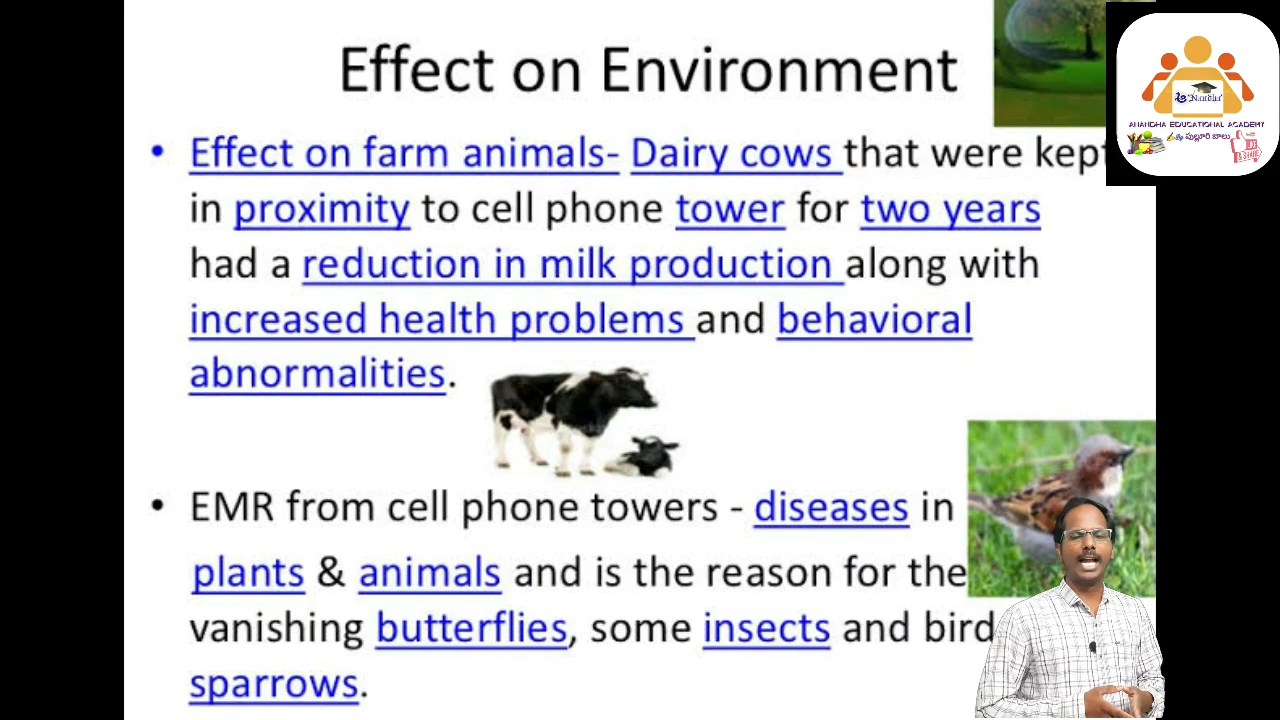 Effect on Environment
• Effect on farm animals- Dairy cows that were kept
in proximity to cell phone tower for two years
had a reduction in milk production along with
increased health problems and behavioral
abnormalities.
• EMR from cell phone towers - diseases in
plants & animals and is the reason for the
vanishing butterflies, some insects and bird
sparrows.
ANANDHA EDUCATIONAL ACADEMY
పుల్లూరి బాబు
& SHARE